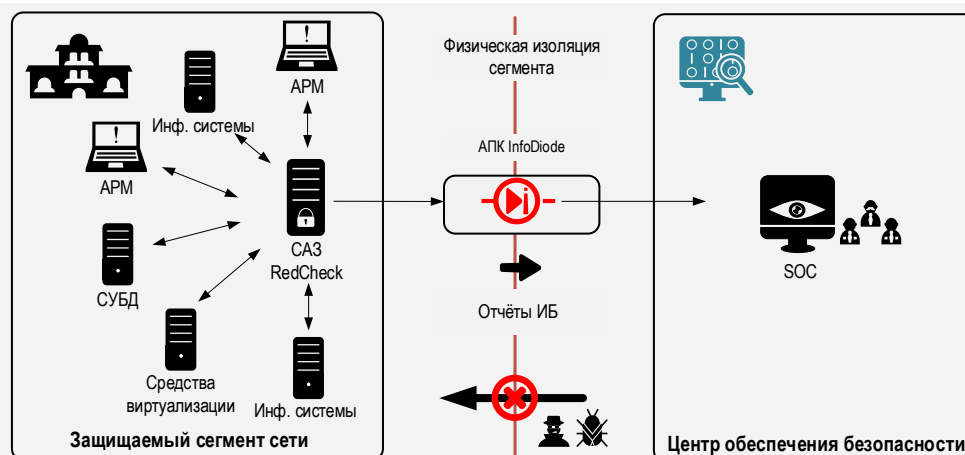 АРМ
Инф. системы
АРМ
САЗ
RedCheck
СУБД
Средства
виртуализации
Инф. системы
Защищаемый сегмент сети
Физическая изоляция
сегмента
АПК InfoDiode
i
Отчёты ИБ
SOC
Центр обеспечения безопасности